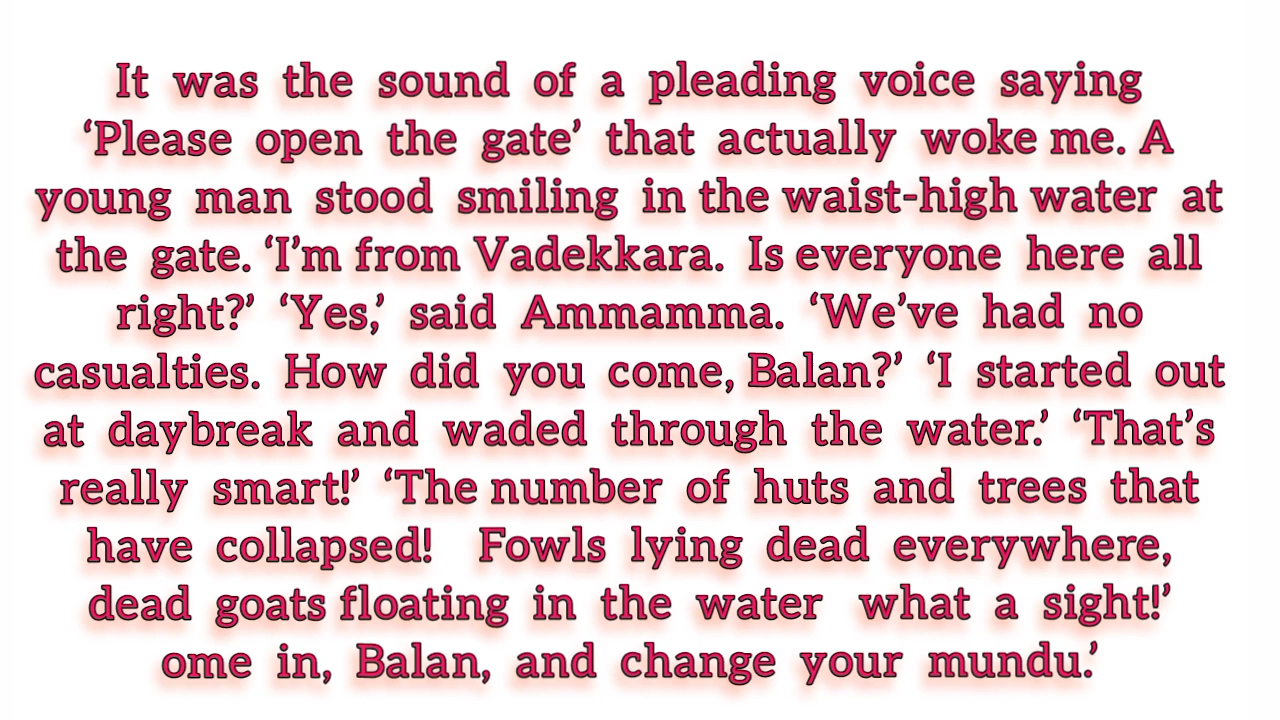 It was the sound of a pleading voice saying
‘Please open the gate’ that actually woke me. A
young man stood smiling in the waist-high water at
the gate. ‘I’m from Vadekkara. Is everyone here all
right?’ ‘Yes,’ said Ammamma. ‘We’ve had no
casualties. How did you come, Balan?’ ‘I started out
at daybreak and waded through the water.’ ‘That’s
really smart!’ ‘The number of huts and trees that
have collapsed! Fowls lying dead everywhere,
dead goats floating in the water what a sight!’
ome in, Balan, and change your mundu.’